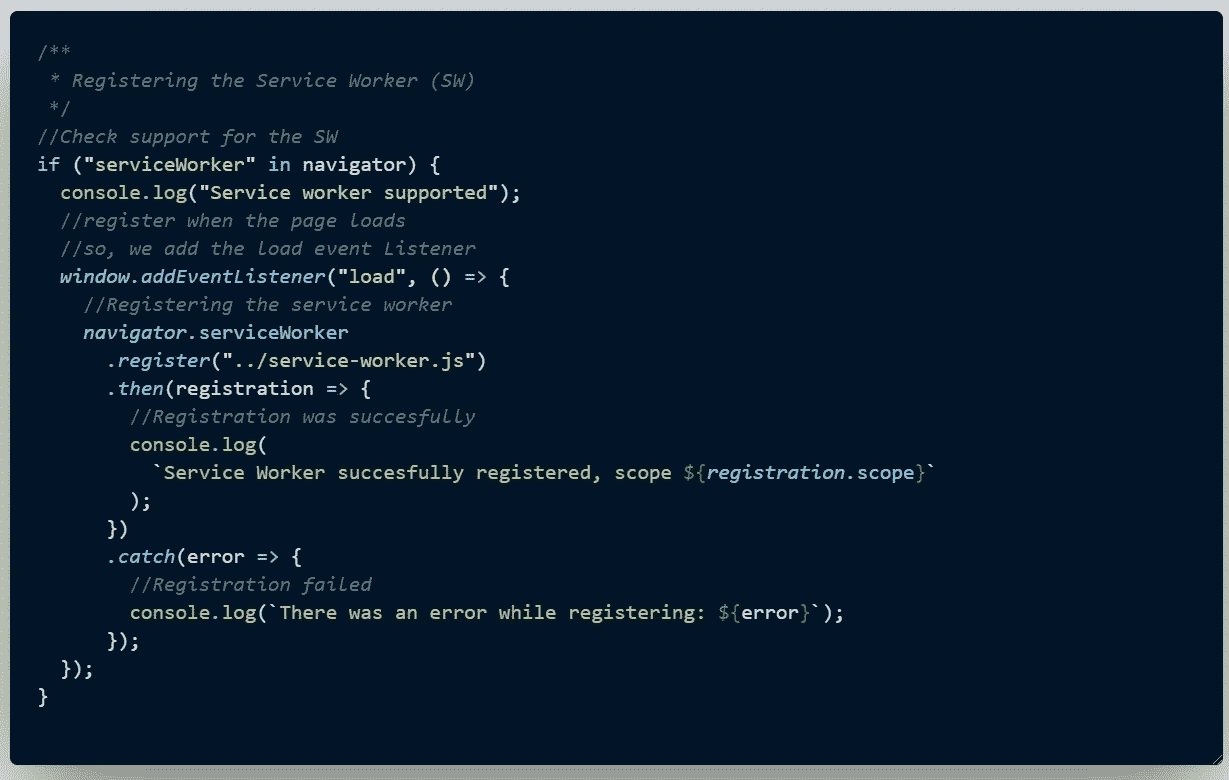 /**
 * Registering the Service Worker (SW)
 */
//Check support for the SW
if ("serviceWorker" in navigator) {
  console.log("Service worker supported");
  //register when the page loads
  //so, we add the load event Listener
  window.addEventListener("load", () => {
    //Registering the service worker
    navigator.serviceWorker
      .register("../service-worker.js")
      .then(registration => {
        //Registration was succesfully
        console.log(
          `Service Worker succesfully registered, scope ${registration.scope}`
        );
      })
      .catch(error => {
        //Registration failed
        console.log(`There was an error while registering: ${error}`);
      });
  });
}